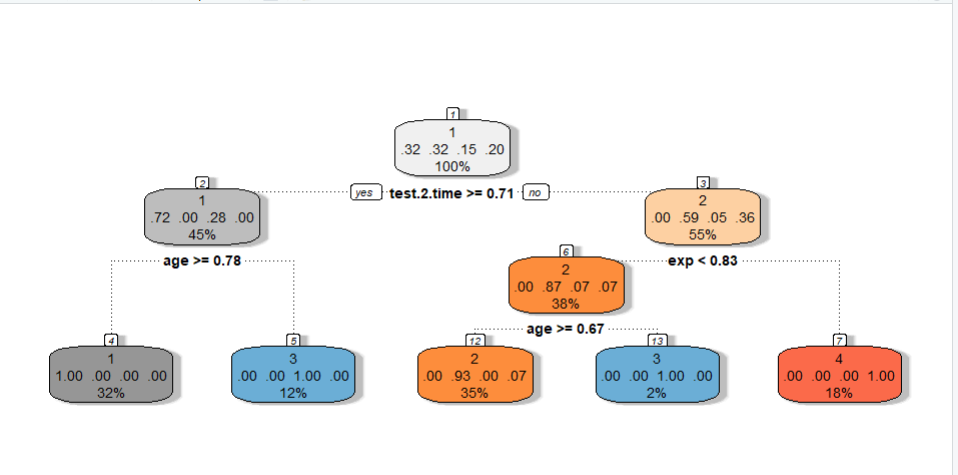 1
1
.32 .32 .15 .20
100%
yes test.2.time >= 0.71 no
2
1
.72 .00 .28 .00
45%
3
2
.00 .59 .05 .36
55%
age >= 0.78
exp < 0.83
6
2
.00 .87 .07 .07
38%
age >= 0.67
4
1
1.00 .00 .00 .00
32%
5
3
.00 .00 1.00 .00
12%
12
2
.00 .93 .00 .07
35%
13
3
.00 .00 1.00 .00
2%
7
4
.00 .00 .00 1.00
18%